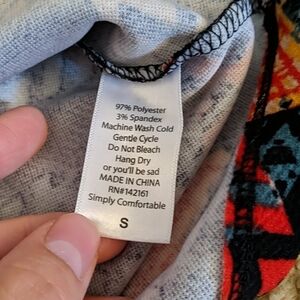 97% Polyester
3% Spandex
Machine Wash Cold
Gentle Cycle
Do Not Bleach
Hang Dry
or you'll be sad
MADE IN CHINA
RN#142161
Simply Comfortable
S